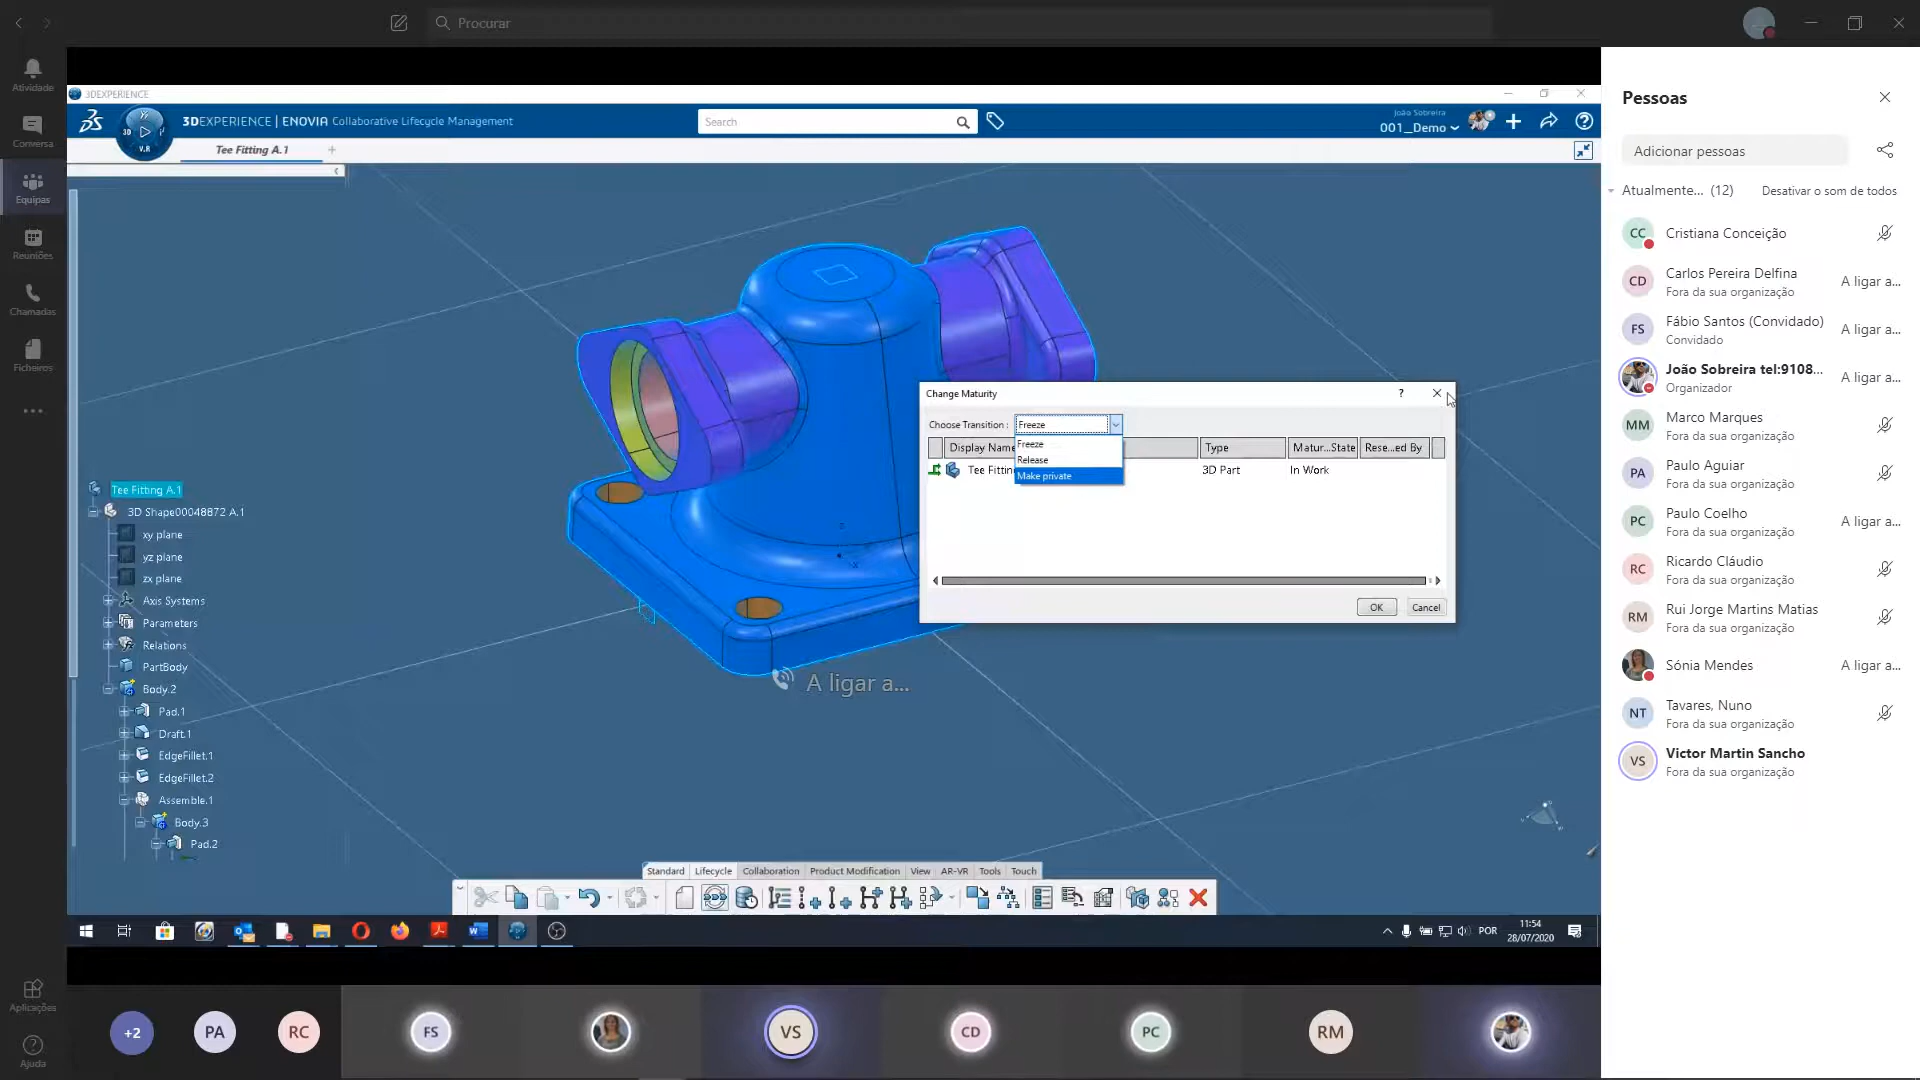 Procurar
Atividade
Conversa
Equipas
Reuniões
Chamadas
Ficheiros
Aplicações
Ajuda
3DEXPERIENCE
3DEXPERIENCE | ENOVIA Collaborative Lifecycle Management
Search
João Sobreira
001_Demo
3D
V.R
Tee Fitting A.1
Tee Fitting A.1
3D Shape00048872 A.1
xy plane
yz plane
zx plane
Axis Systems
Parameters
Relations
PartBody
Body.2
Pad.1
Draft.1
EdgeFillet.1
EdgeFillet.2
Assemble.1
Body.3
Pad.2
Change Maturity
?
Choose Transition :
Freeze
Freeze
Release
Make private
Display Name
Type
Matur...State
Rese...ed By
Tee Fittin
3D Part
In Work
OK
Cancel
A ligar a...
Standard
Lifecycle
Collaboration
Product Modification
View
AR-VR
Tools
Touch
POR
11:54
28/07/2020
Pessoas
Adicionar pessoas
Atualmente... (12)
Desativar o som de todos
CC
Cristiana Conceição
CD
Carlos Pereira Delfina
Fora da sua organização
A ligar a...
FS
Fábio Santos (Convidado)
Convidado
A ligar a...
João Sobreira tel:9108...
Organizador
A ligar a...
MM
Marco Marques
Fora da sua organização
PA
Paulo Aguiar
Fora da sua organização
PC
Paulo Coelho
Fora da sua organização
A ligar a...
RC
Ricardo Cláudio
Fora da sua organização
RM
Rui Jorge Martins Matias
Fora da sua organização
Sónia Mendes
A ligar a...
NT
Tavares, Nuno
Fora da sua organização
VS
Victor Martin Sancho
Fora da sua organização
+2
PA
RC
FS
VS
CD
PC
RM